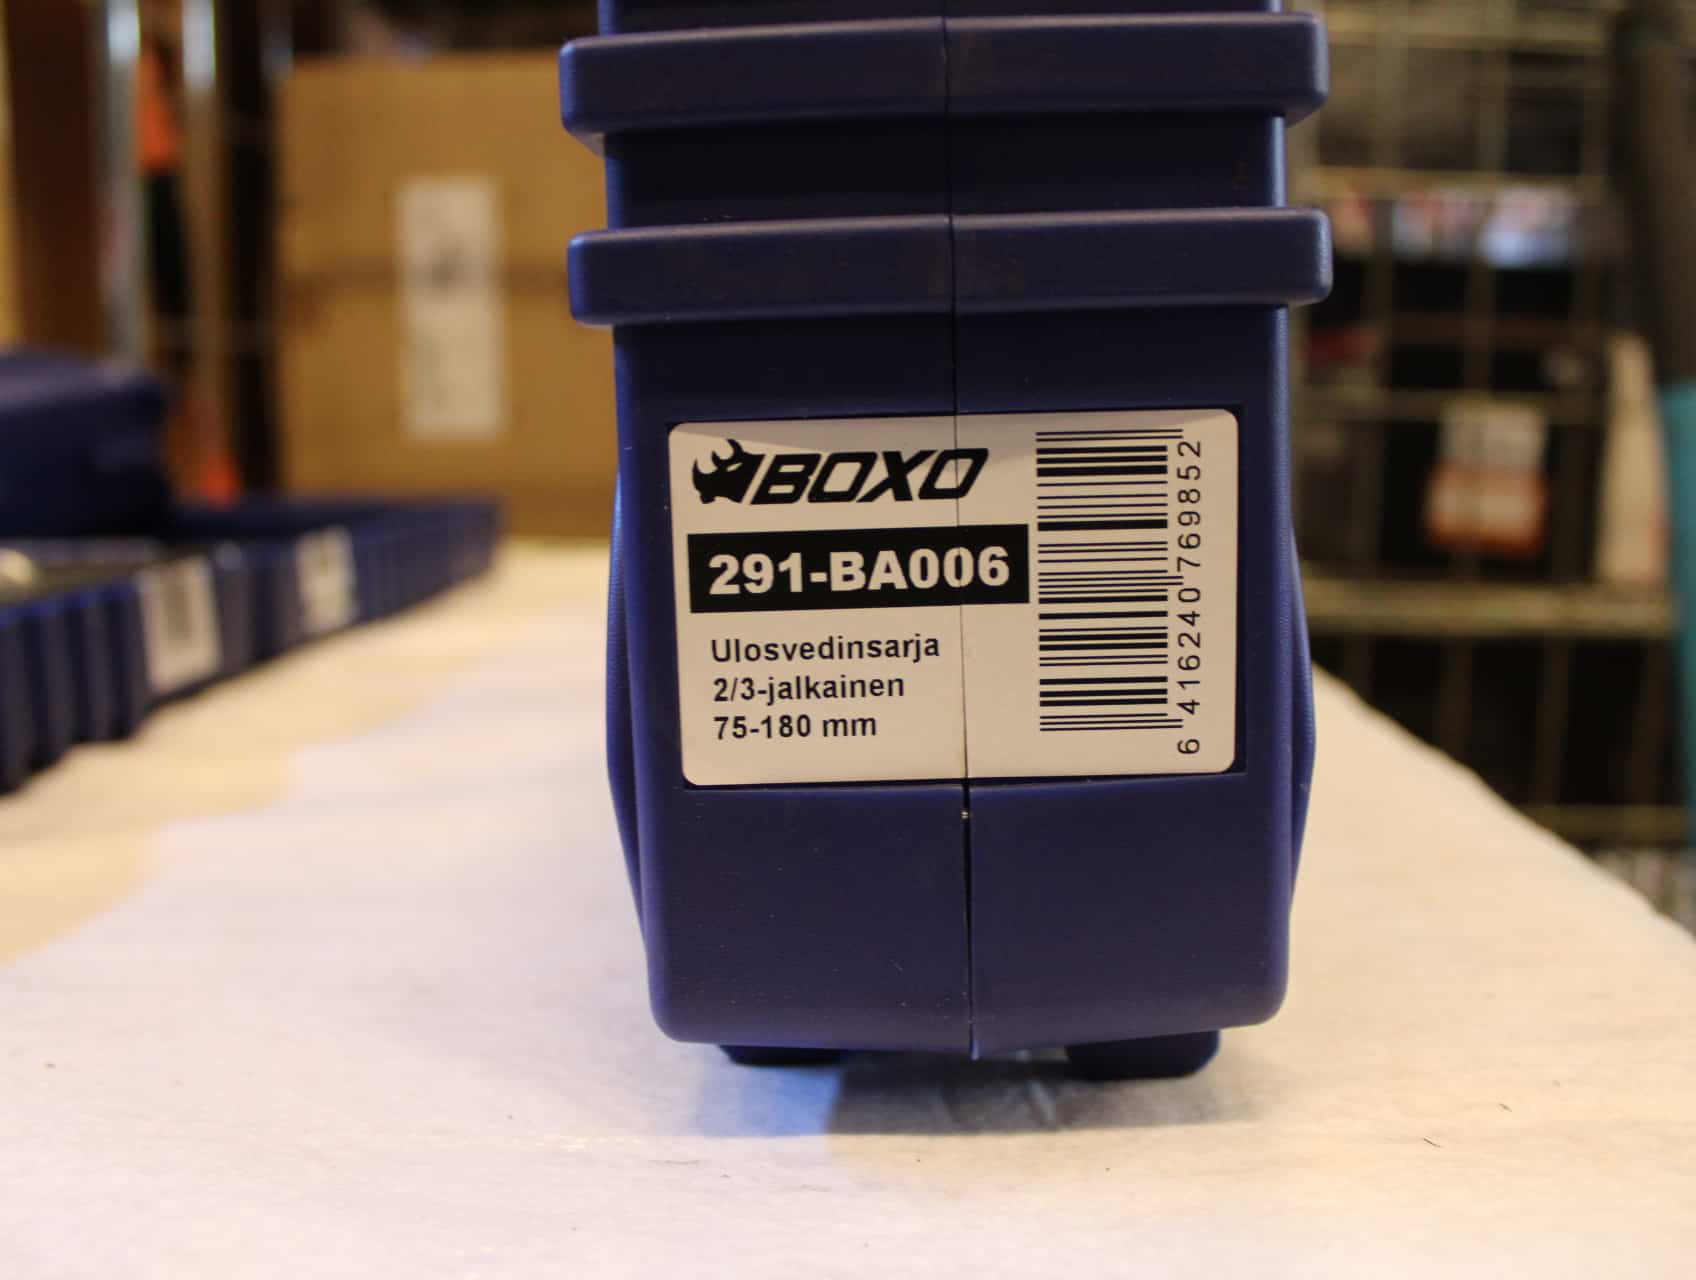 BOXO
291-BA006
Ulosvedinsarja
2/3-jalkainen
75-180 mm
6 416240 769852